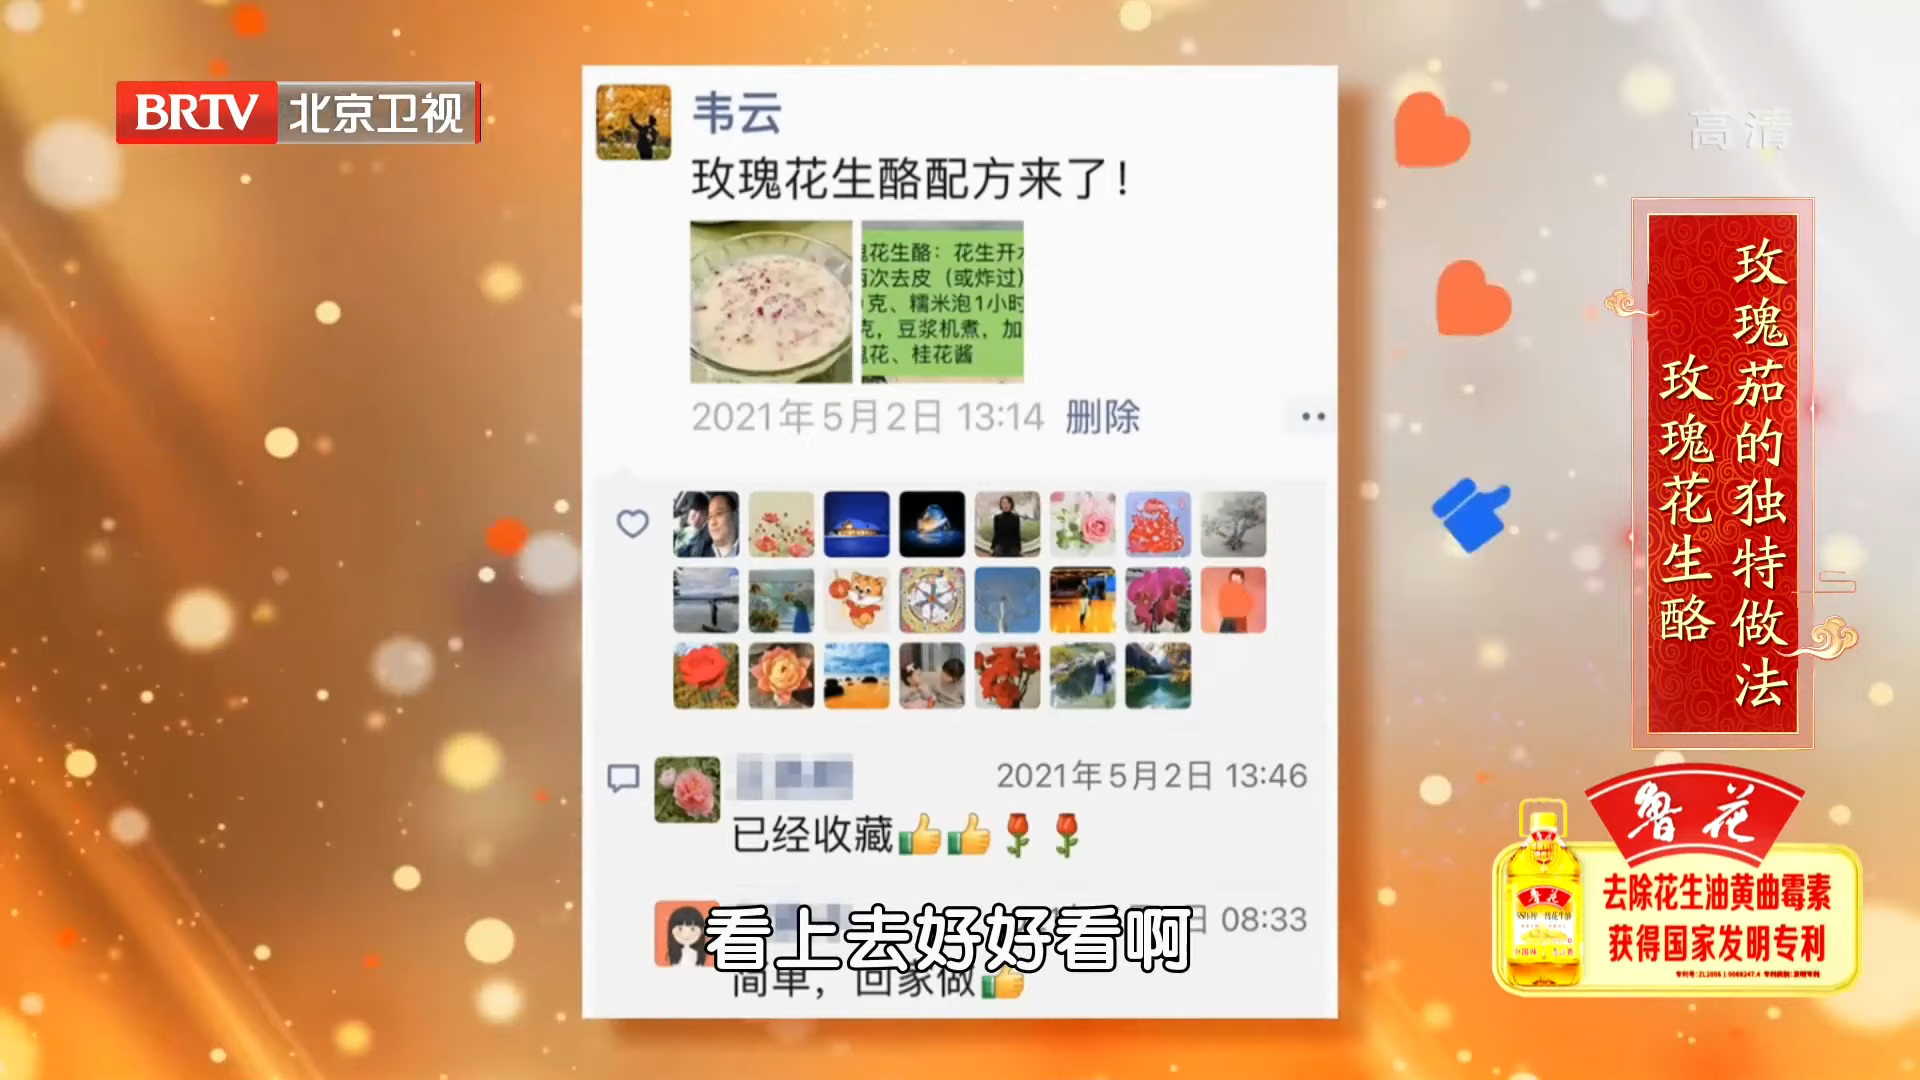 BRTV 北京卫视
高清
韦云
玫瑰花生酪配方来了！
瑰花生酪：花生开水
两次去皮（或炸过）
克、糯米泡1小时
克，豆浆机煮，加
瑰花、桂花酱
2021年5月2日 13:14 删除
2021年5月2日 13:46
已经收藏👍👍🌹🌹
日 08:33
简单，回家做👍
看上去好好看啊
玫瑰茄的独特做法
玫瑰花生酪
鲁花
去除花生油黄曲霉素
获得国家发明专利